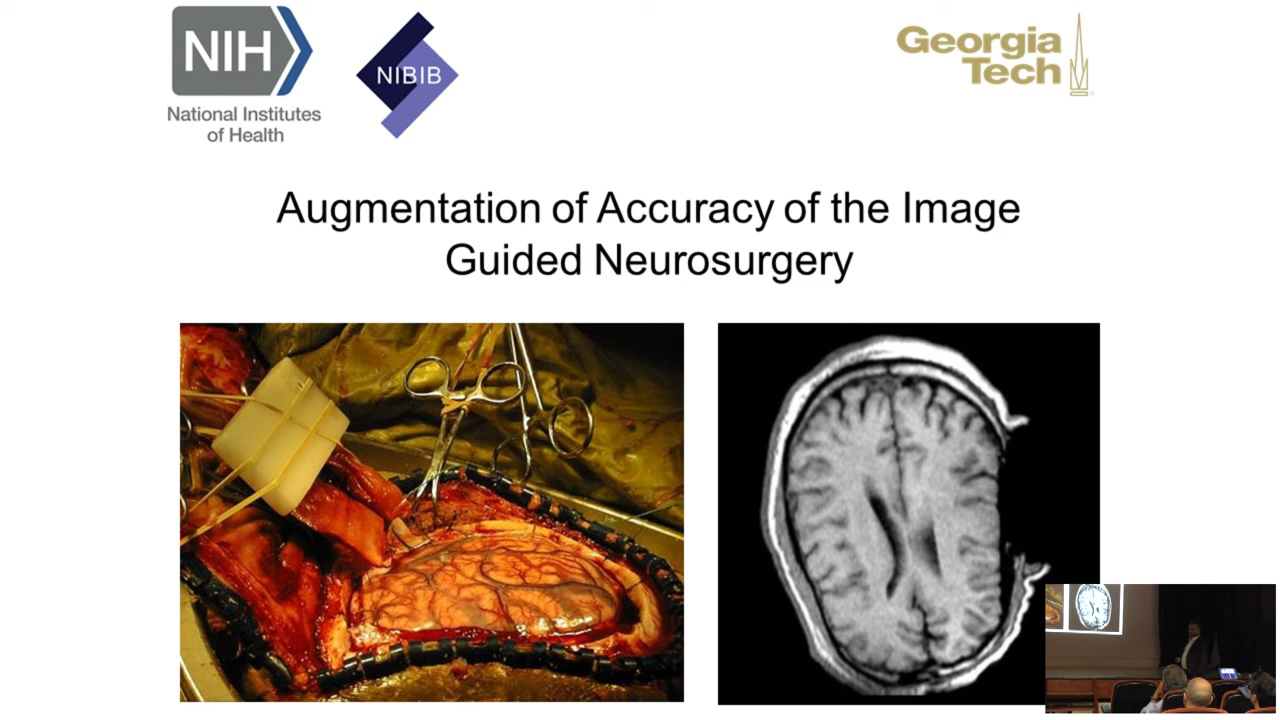 NIH
National Institutes
of Health
NIBIB
Georgia
Tech
Augmentation of Accuracy of the Image
Guided Neurosurgery